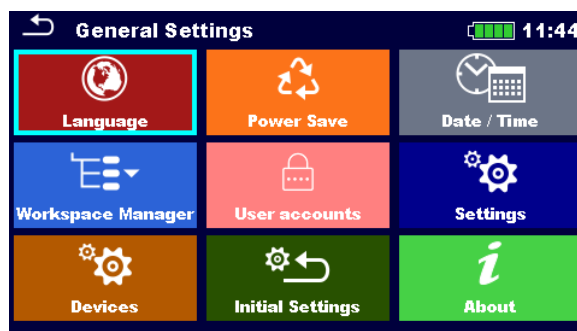 General Settings
11:44
Language
Power Save
Date / Time
Workspace Manager
User accounts
Settings
Devices
Initial Settings
About